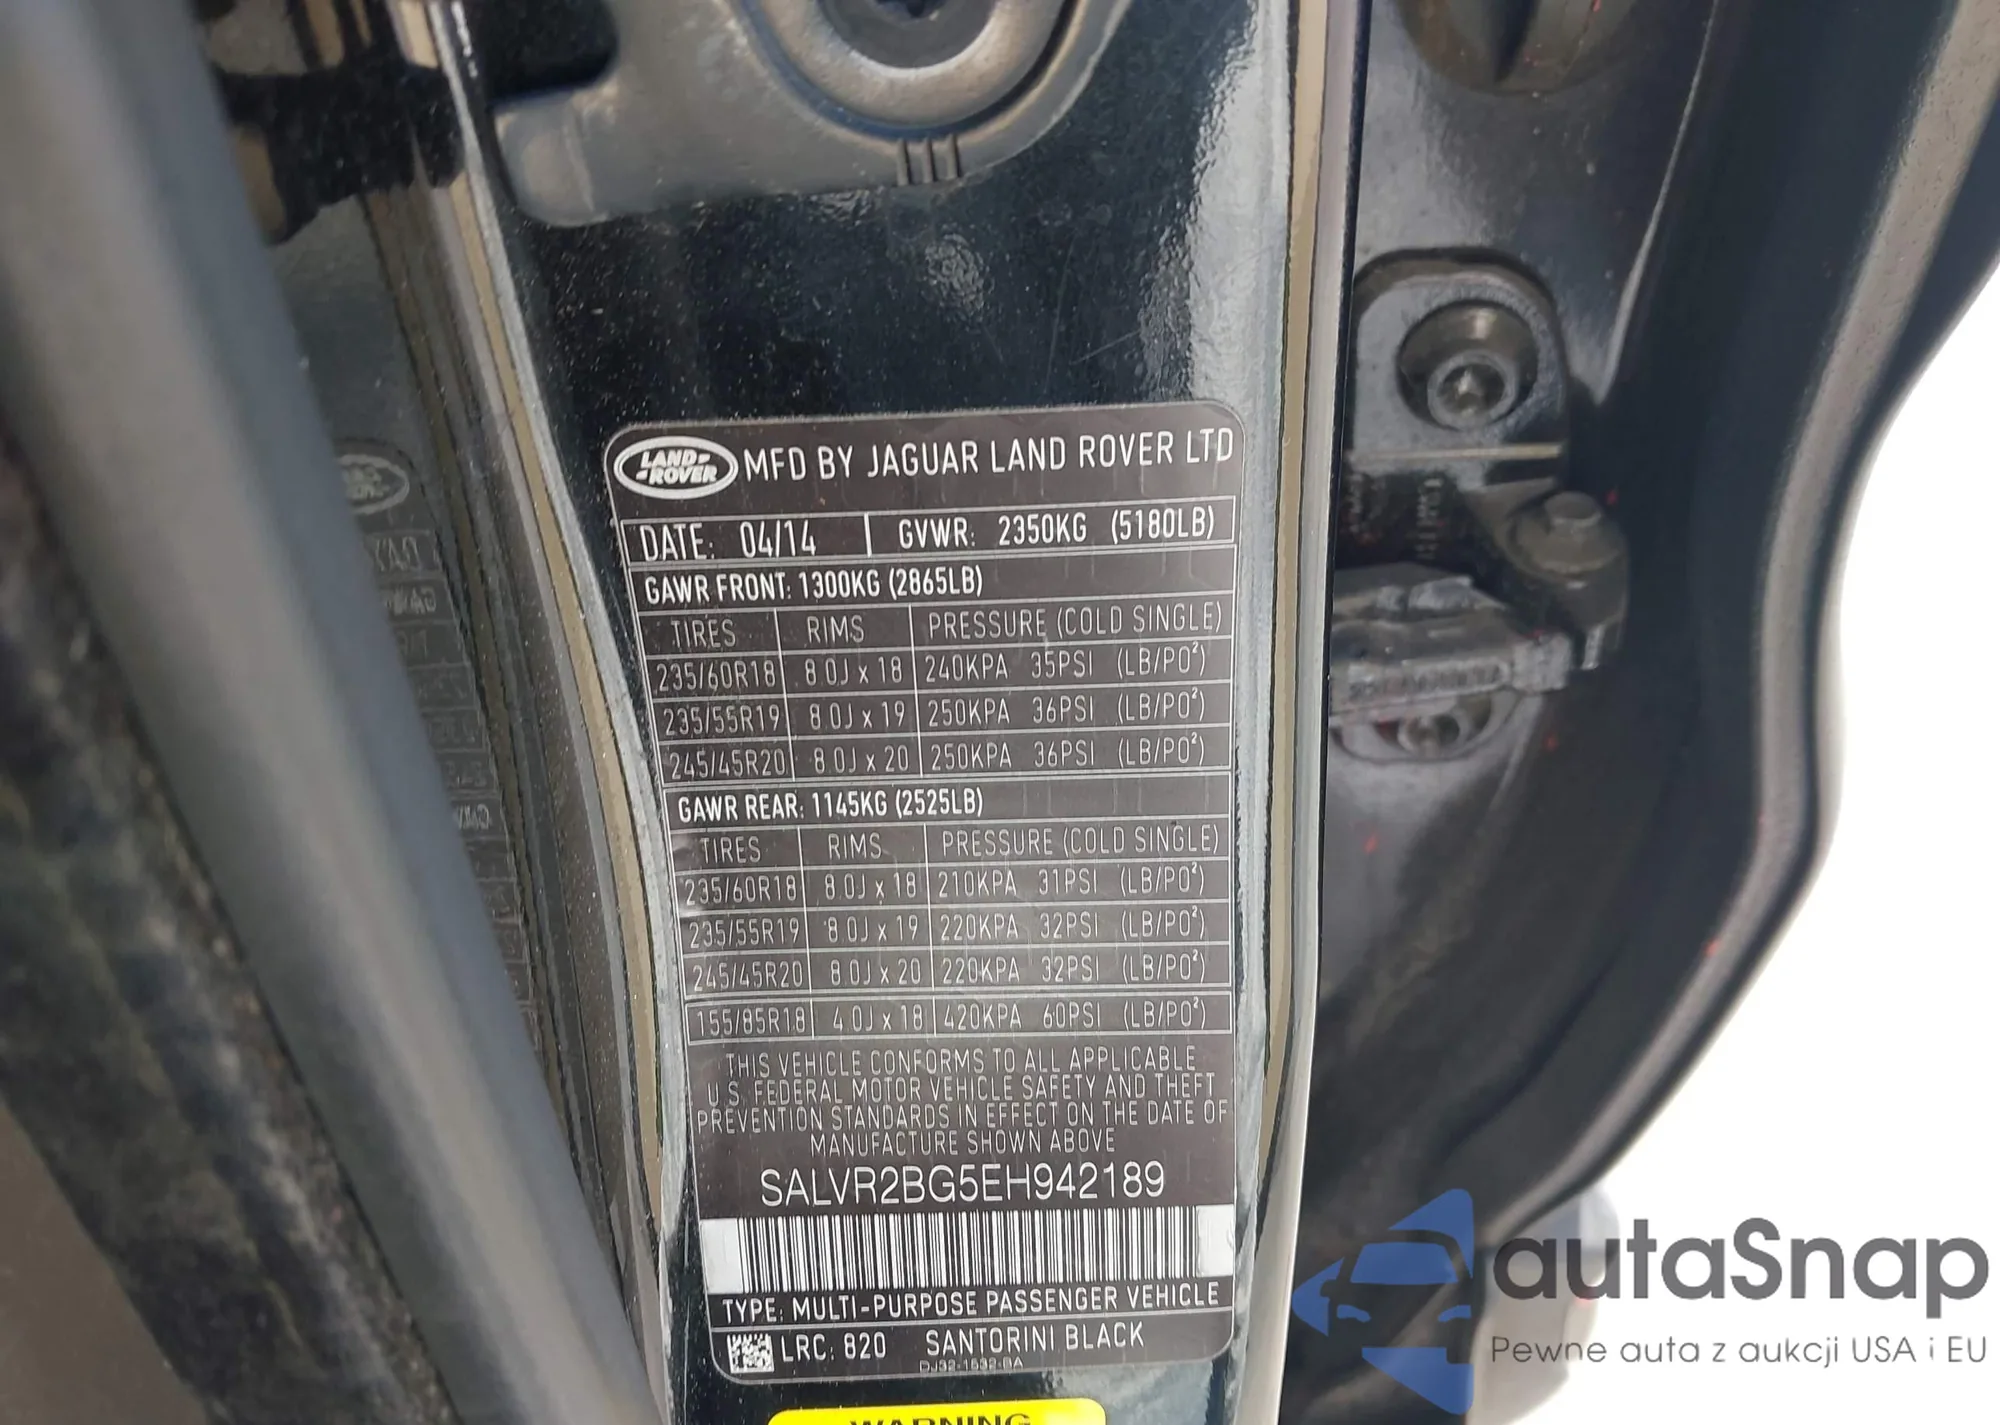 LAND ROVER MFD BY JAGUAR LAND ROVER LTD
DATE: 04/14 GVWR: 2350KG (5180LB)
GAWR FRONT: 1300KG (2865LB)
TIRES RIMS PRESSURE (COLD SINGLE)
235/60R18 8.0J x 18 240KPA 35PSI (LB/PO²)
235/55R19 8.0J x 19 250KPA 36PSI (LB/PO²)
245/45R20 8.0J x 20 250KPA 36PSI (LB/PO²)
GAWR REAR: 1145KG (2525LB)
TIRES RIMS PRESSURE (COLD SINGLE)
235/60R18 8.0J x 18 210KPA 31PSI (LB/PO²)
235/55R19 8.0J x 19 220KPA 32PSI (LB/PO²)
245/45R20 8.0J x 20 220KPA 32PSI (LB/PO²)
155/85R18 4.0J x 18 420KPA 60PSI (LB/PO²)
THIS VEHICLE CONFORMS TO ALL APPLICABLE
U.S. FEDERAL MOTOR VEHICLE SAFETY AND THEFT
PREVENTION STANDARDS IN EFFECT ON THE DATE OF
MANUFACTURE SHOWN ABOVE
SALVR2BG5EH942189
TYPE: MULTI-PURPOSE PASSENGER VEHICLE
LRC: 820 SANTORINI BLACK
DJ32-1532-BA
WARNING
autoSnap
Pewne auta z aukcji USA i EU